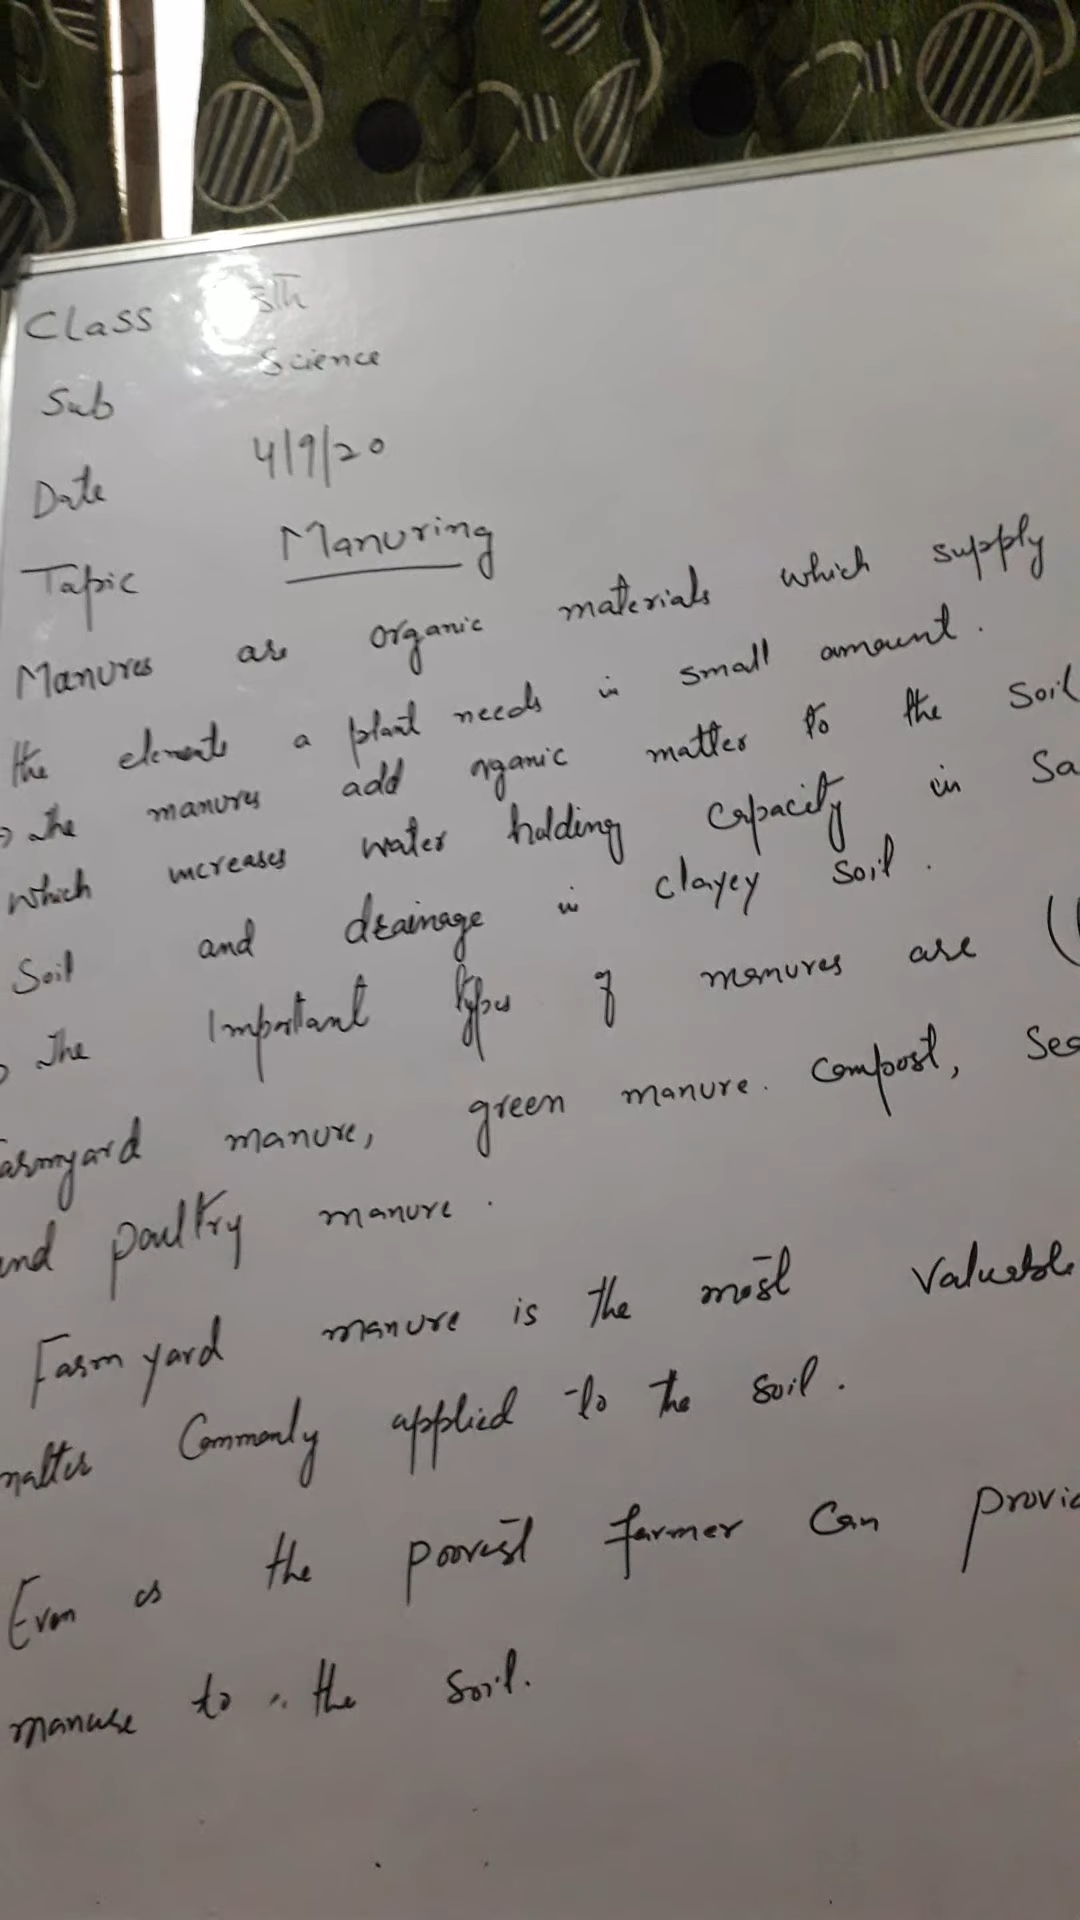 Class 8th
Sub Science
Date 4/9/20
Topic Manuring
Manures are organic materials which supply
the elements a plant needs in small amount.
→ The manures add organic matter to the soil
which increases water holding capacity in Sa
Soil and drainage in clayey soil.
The Important types of manures are (
armyard manure, green manure. Compost, See
and poultry manure.
Farm yard manure is the most valuable
matter Commonly applied to the soil.
Even as the poorest farmer can provid
manure to the soil.